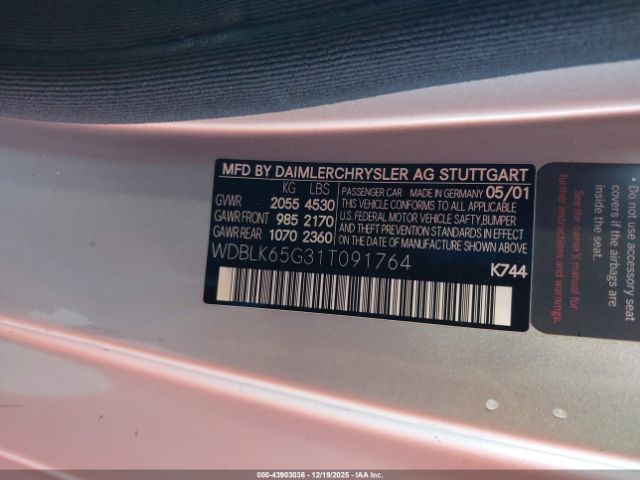 MFD BY DAIMLERCHRYSLER AG STUTTGART
KG LBS
GVWR 2055 4530
GAWR FRONT 985 2170
GAWR REAR 1070 2360
PASSENGER CAR MADE IN GERMANY 05/01
THIS VEHICLE CONFORMS TO ALL APPLICABLE
U.S. FEDERAL MOTOR VEHICLE SAFTY,BUMPER
AND THEFT PREVENTION STANDARDS IN EFFECT
ON THE DATE OF MANUFACTURE SHOWN ABOVE
WDBLK65G31T091764
K744
• Do not use accessory seat
covers if the airbags are
inside the seat.
See the owner's manual for
further instructions and warnings.
000-43903036 - 12/19/2025 - COPYRIGHT IAA, LLC